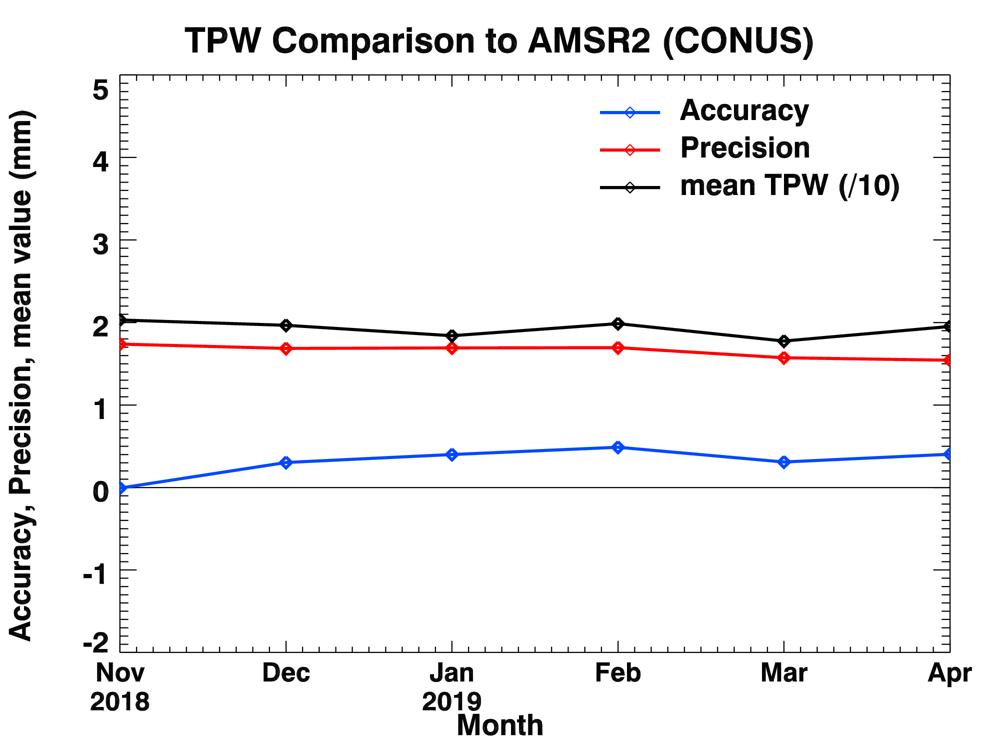 TPW Comparison to AMSR2 (CONUS)
Accuracy
Precision
mean TPW (/10)
Accuracy, Precision, mean value (mm)
5
4
3
2
1
0
-1
-2
Nov Dec Jan Feb Mar Apr
2018 2019
Month